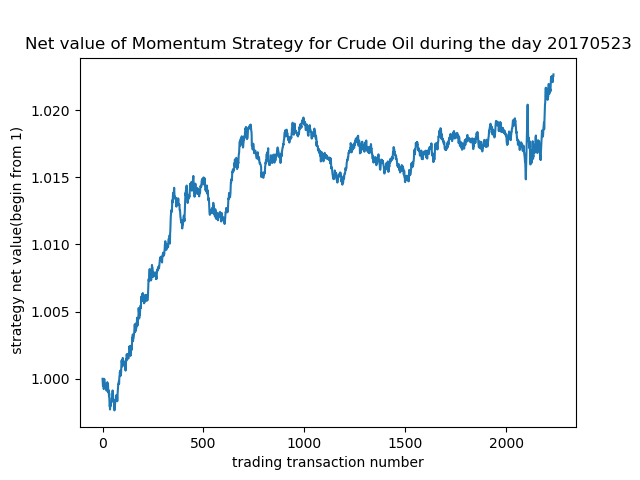 Net value of Momentum Strategy for Crude Oil during the day 20170523
1.020
1.015
1.010
1.005
1.000
strategy net value(begin from 1)
0 500 1000 1500 2000
trading transaction number